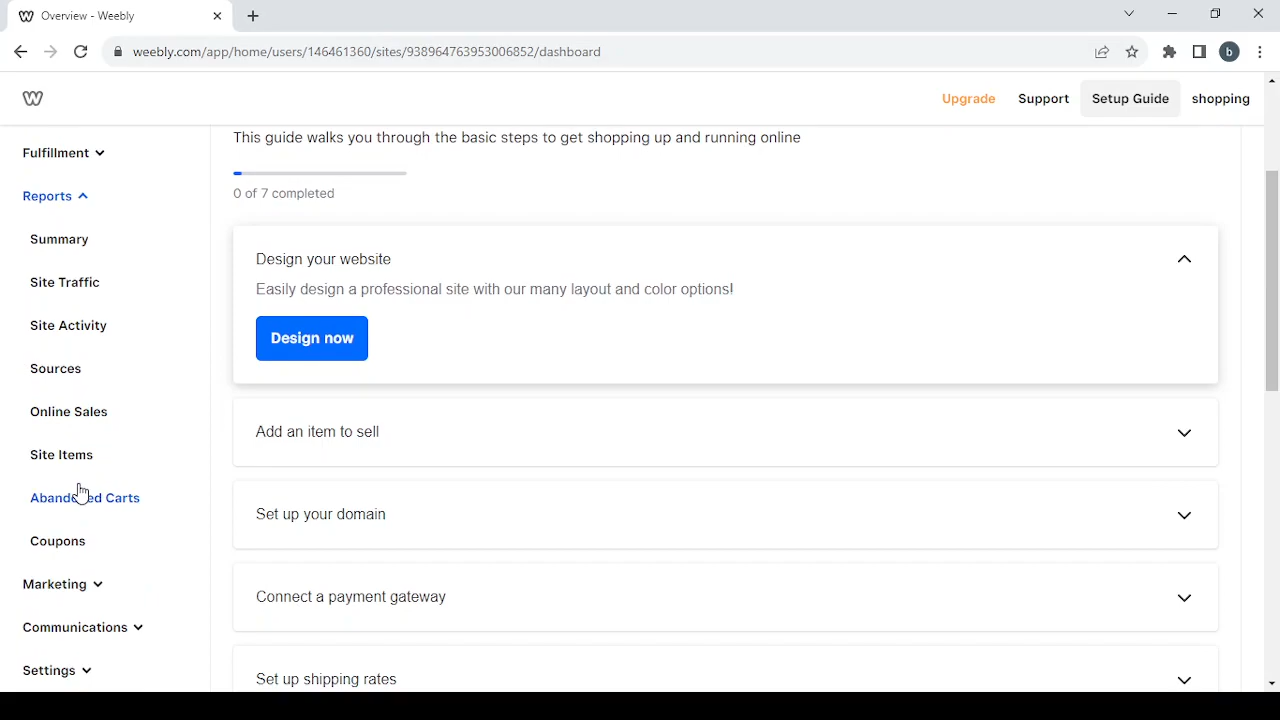 Overview - Weebly
weebly.com/app/home/users/146461360/sites/938964763953006852/dashboard
b
Upgrade
Support
Setup Guide
shopping
Fulfillment
Reports
Summary
Site Traffic
Site Activity
Sources
Online Sales
Site Items
Abandoned Carts
Coupons
Marketing
Communications
Settings
This guide walks you through the basic steps to get shopping up and running online
0 of 7 completed
Design your website
Easily design a professional site with our many layout and color options!
Design now
Add an item to sell
Set up your domain
Connect a payment gateway
Set up shipping rates